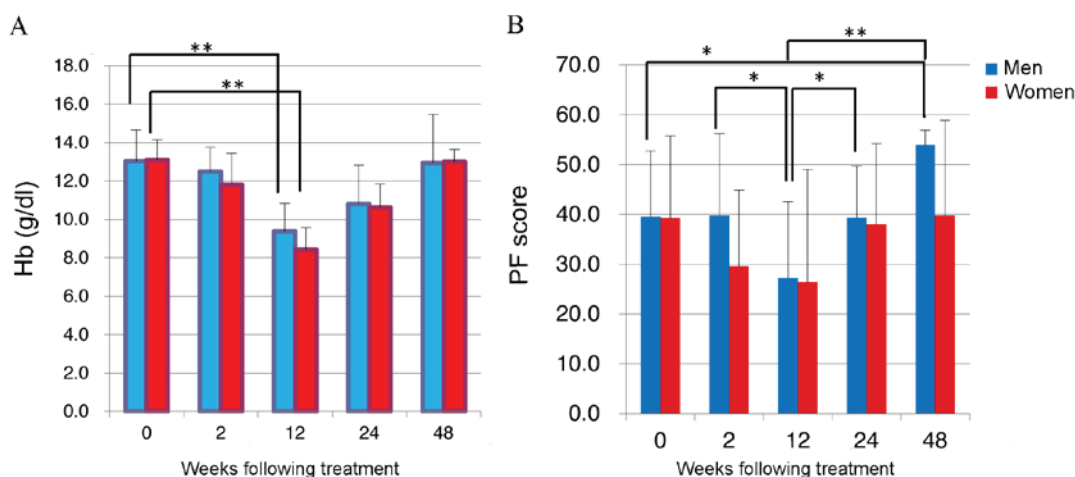 A
**
**
18.0
16.0
14.0
12.0
10.0
8.0
6.0
4.0
2.0
0.0
Hb (g/dl)
0 2 12 24 48
Weeks following treatment
B
*
**
*
*
70.0
60.0
50.0
40.0
30.0
20.0
10.0
0.0
PF score
0 2 12 24 48
Weeks following treatment
Men
Women